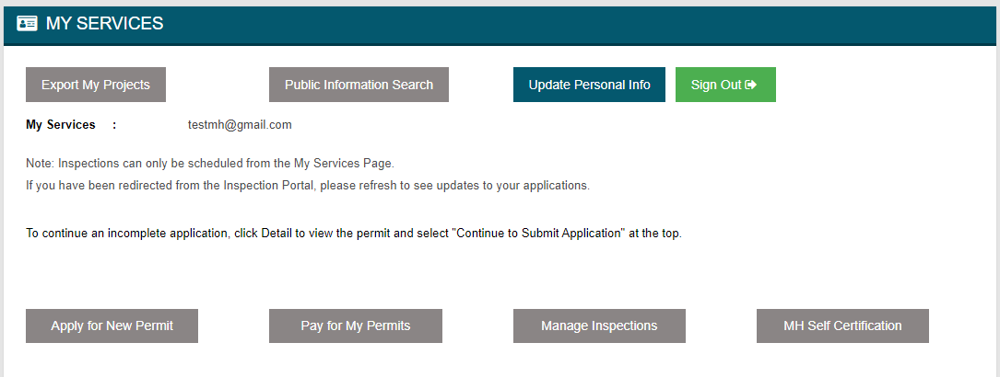 MY SERVICES
Export My Projects
Public Information Search
Update Personal Info
Sign Out
My Services : testmh@gmail.com
Note: Inspections can only be scheduled from the My Services Page.
If you have been redirected from the Inspection Portal, please refresh to see updates to your applications.
To continue an incomplete application, click Detail to view the permit and select "Continue to Submit Application" at the top.
Apply for New Permit
Pay for My Permits
Manage Inspections
MH Self Certification